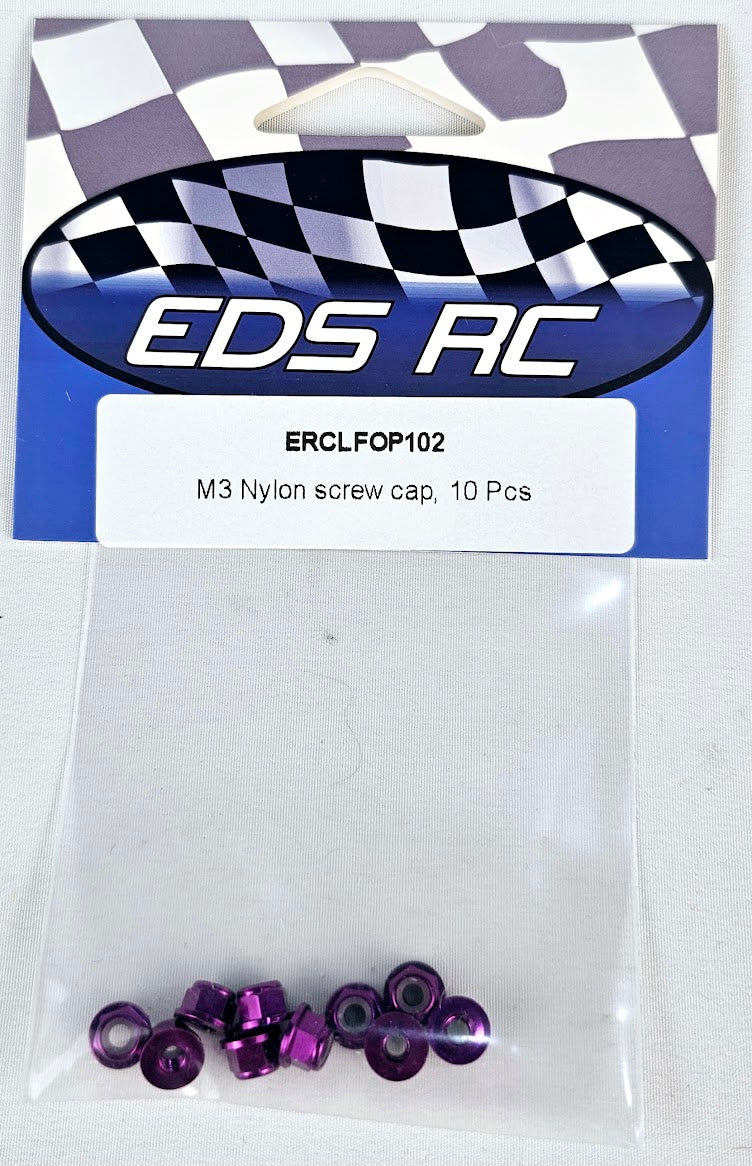 EDS RC
ERCLFOP102
M3 Nylon screw cap, 10 Pcs